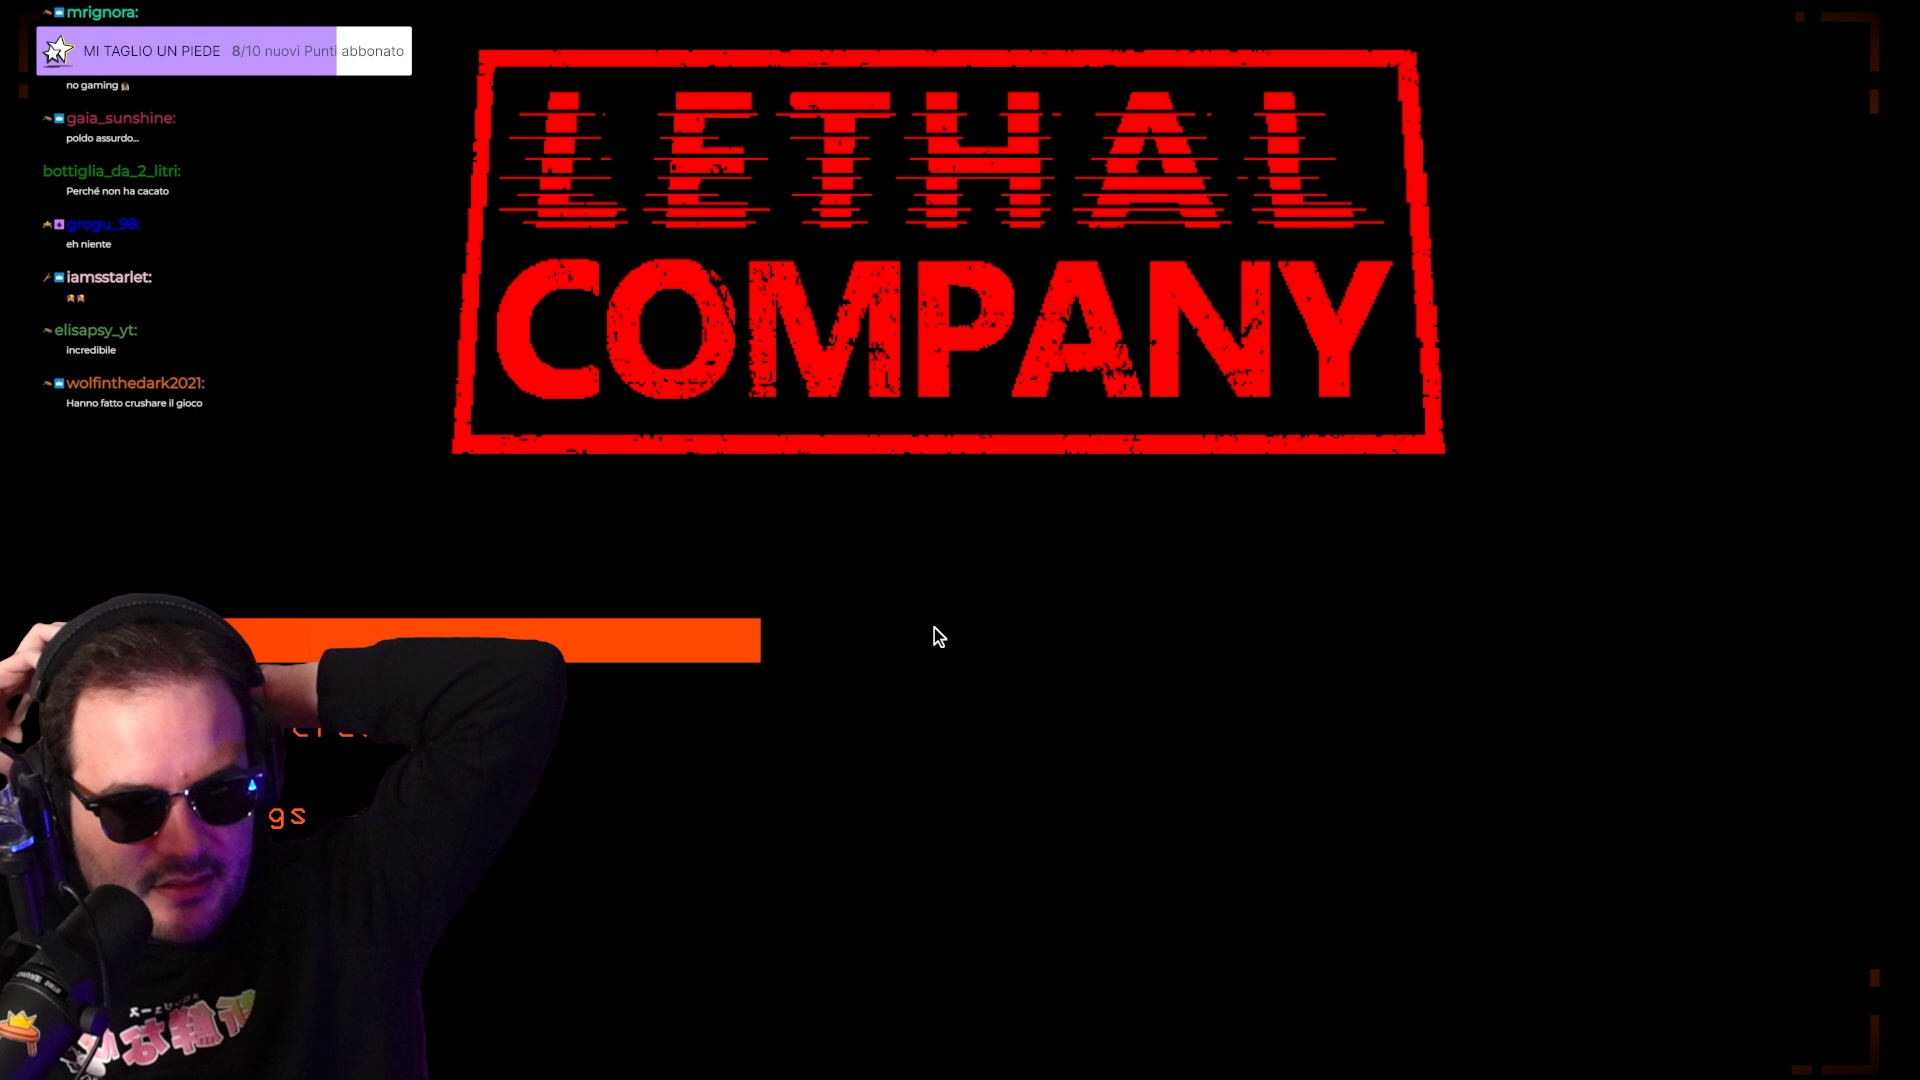 mrignora:
MI TAGLIO UN PIEDE 8/10 nuovi Punti abbonato
no gaming
gaia_sunshine:
poldo assurdo...
bottiglia_da_2_litri:
Perché non ha cacato
grogu_98:
eh niente
iamsstarlet:
elisapsy_yt:
incredibile
wolfinthedark2021:
Hanno fatto crushare il gioco
LETHAL
COMPANY
gs